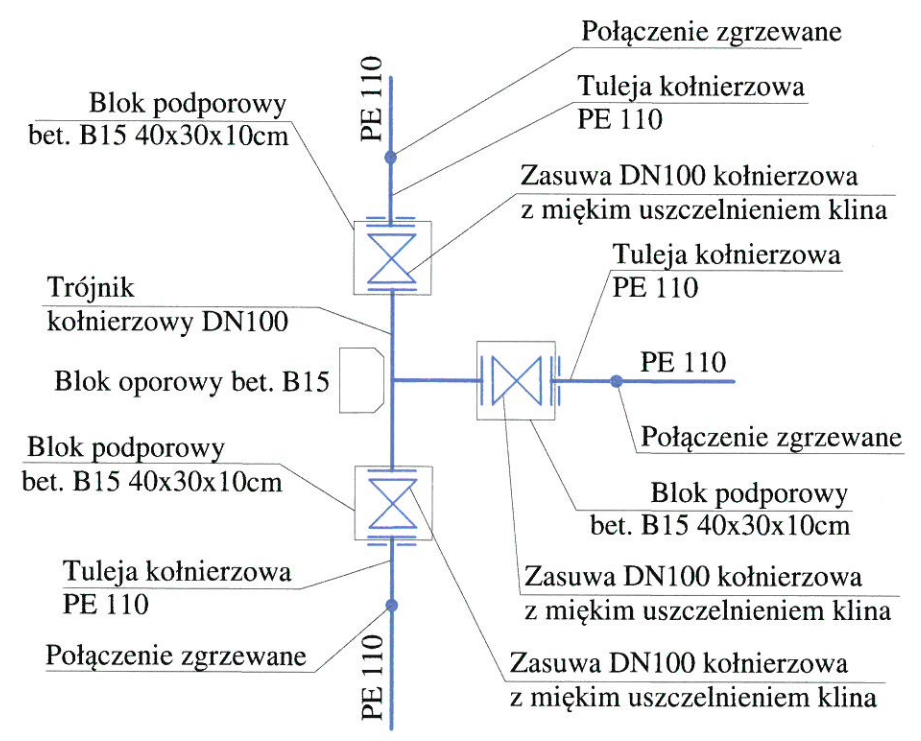 Połączenie zgrzewane
PE 110
Tuleja kołnierzowa
PE 110
Blok podporowy
bet. B15 40x30x10cm
Zasuwa DN100 kołnierzowa
z miękim uszczelnieniem klina
Tuleja kołnierzowa
PE 110
Trójnik
kołnierzowy DN100
PE 110
Blok oporowy bet. B15
Połączenie zgrzewane
Blok podporowy
bet. B15 40x30x10cm
Blok podporowy
bet. B15 40x30x10cm
Tuleja kołnierzowa
PE 110
Zasuwa DN100 kołnierzowa
z miękim uszczelnieniem klina
Połączenie zgrzewane
PE 110
Zasuwa DN100 kołnierzowa
z miękim uszczelnieniem klina